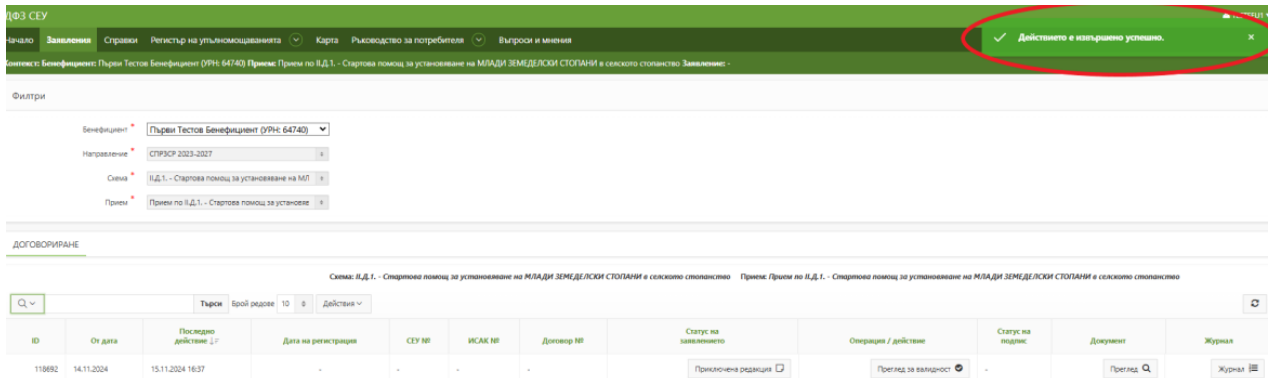 ДФЗ СЕУ
Начало Заявления Справки Регистър на упълномощаванията Карта Ръководство за потребителя Въпроси и мнения
Действието е извършено успешно. ×
Контекст: Бенефициент: Първи Тестов Бенефициент (УРН: 64740) Прием: Прием по II.Д.1. - Стартова помощ за установяване на МЛАДИ ЗЕМЕДЕЛСКИ СТОПАНИ в селското стопанство Заявление: -
Филтри
Бенефициент * Първи Тестов Бенефициент (УРН: 64740)
Направление * СПРЗСР 2023-2027
Схема * II.Д.1. - Стартова помощ за установяване на МЛ
Прием * Прием по II.Д.1. - Стартова помощ за установяве
ДОГОВОРИРАНЕ
Схема: II.Д.1. - Стартова помощ за установяване на МЛАДИ ЗЕМЕДЕЛСКИ СТОПАНИ в селското стопанство Прием: Прием по II.Д.1. - Стартова помощ за установяване на МЛАДИ ЗЕМЕДЕЛСКИ СТОПАНИ в селското стопанство
Търси Брой редове 10 Действия
ID От дата Последно действие Дата на регистрация СЕУ № ИСАК № Договор № Статус на заявлението Операция / действие Статус на подпис Документ Журнал
118692 14.11.2024 15.11.2024 16:37 - - - - Приключена редакция Преглед за валидност - Преглед Журнал